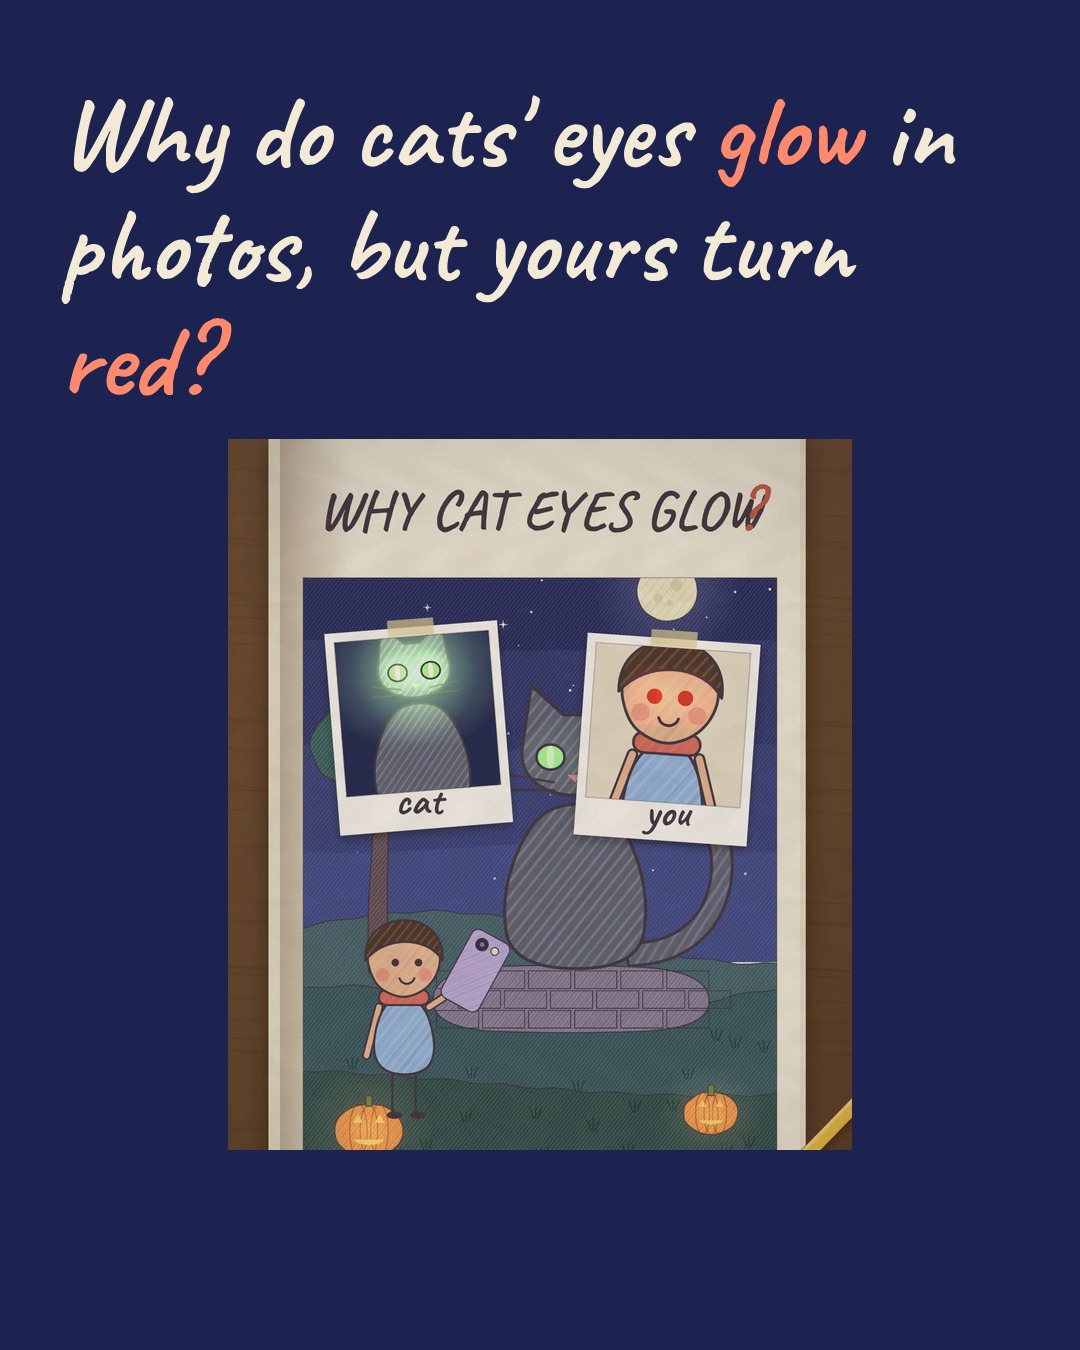 Why do cats' eyes glow in
photos, but yours turn
red?
WHY CAT EYES GLOW?
cat
you